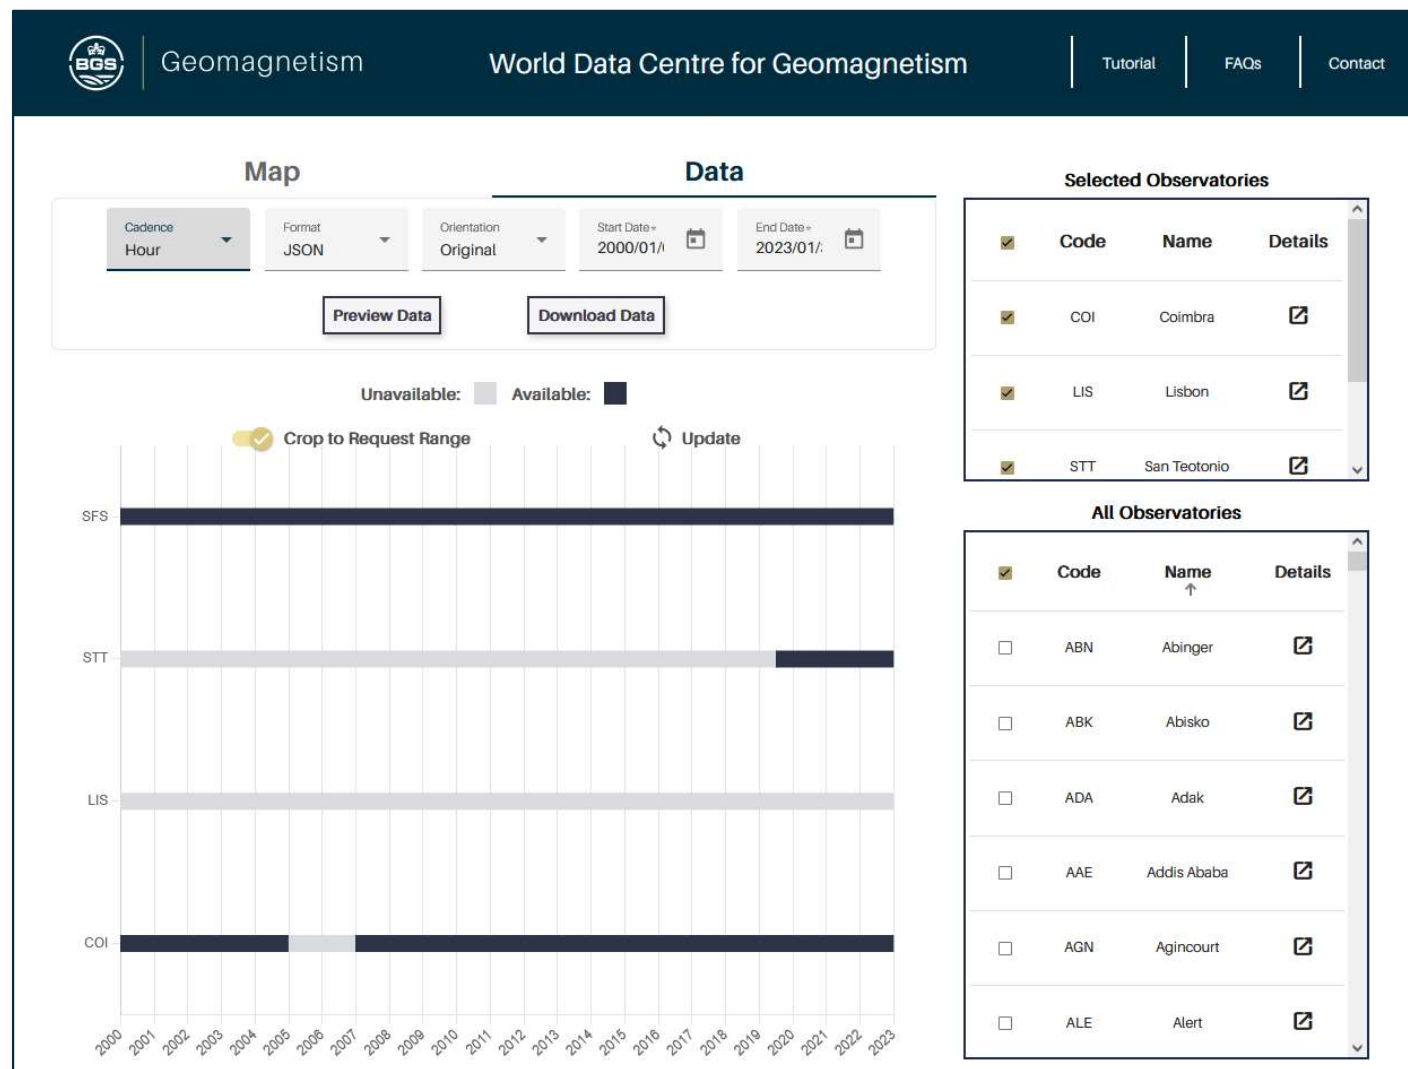 BGS
Geomagnetism
World Data Centre for Geomagnetism
Tutorial
FAQs
Contact
Map
Data
Cadence
Hour
Format
JSON
Orientation
Original
Start Date*
2000/01/
End Date*
2023/01/
Preview Data
Download Data
Unavailable:
Available:
Crop to Request Range
Update
SFS
STT
LIS
COI
2000 2001 2002 2003 2004 2005 2006 2007 2008 2009 2010 2011 2012 2013 2014 2015 2016 2017 2018 2019 2020 2021 2022 2023
Selected Observatories
Code Name Details
COI Coimbra
LIS Lisbon
STT San Teotonio
All Observatories
Code Name Details
ABN Abinger
ABK Abisko
ADA Adak
AAE Addis Ababa
AGN Agincourt
ALE Alert